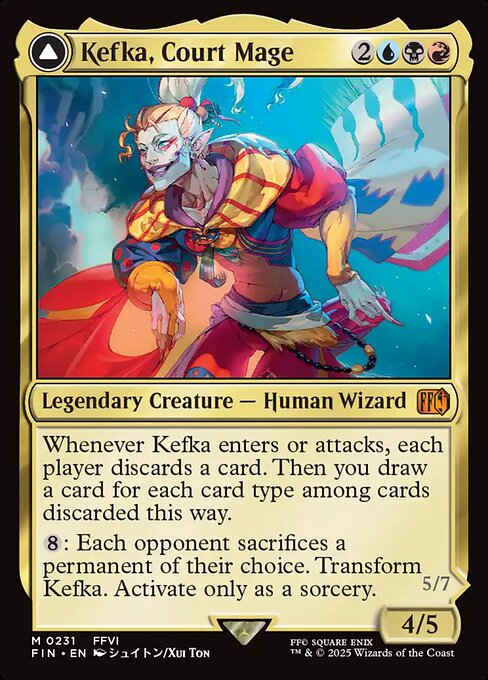 Kefka, Court Mage
2
Legendary Creature — Human Wizard
FFVI
Whenever Kefka enters or attacks, each
player discards a card. Then you draw
a card for each card type among cards
discarded this way.
8: Each opponent sacrifices a
permanent of their choice. Transform
Kefka. Activate only as a sorcery.
5/7
4/5
M 0231 FFVI
FIN • EN シュイトン/Xui Ton
FF© SQUARE ENIX
™ & © 2025 Wizards of the Coast